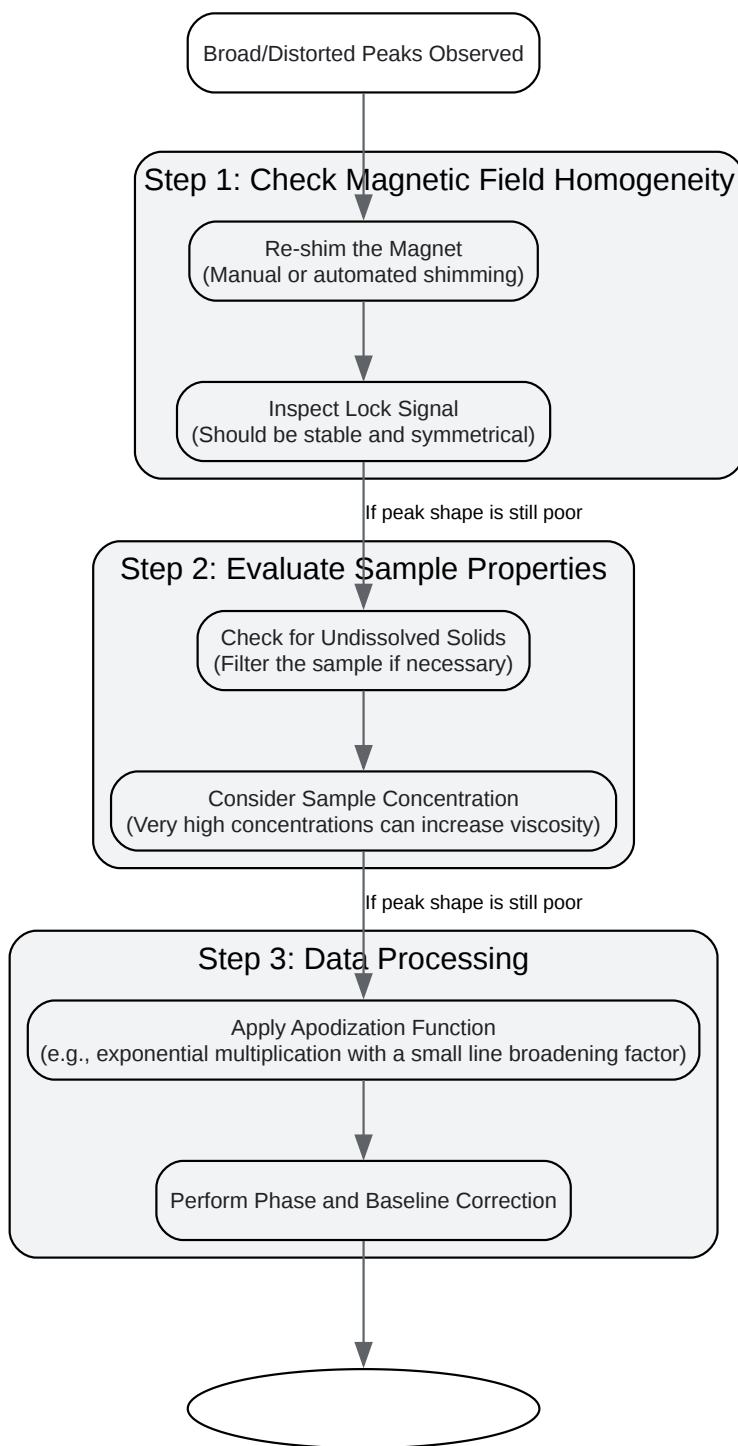 Broad/Distorted Peaks Observed
Step 1: Check Magnetic Field Homogeneity
Re-shim the Magnet
(Manual or automated shimming)
Inspect Lock Signal
(Should be stable and symmetrical)
If peak shape is still poor
Step 2: Evaluate Sample Properties
Check for Undissolved Solids
(Filter the sample if necessary)
Consider Sample Concentration
(Very high concentrations can increase viscosity)
If peak shape is still poor
Step 3: Data Processing
Apply Apodization Function
(e.g., exponential multiplication with a small line broadening factor)
Perform Phase and Baseline Correction